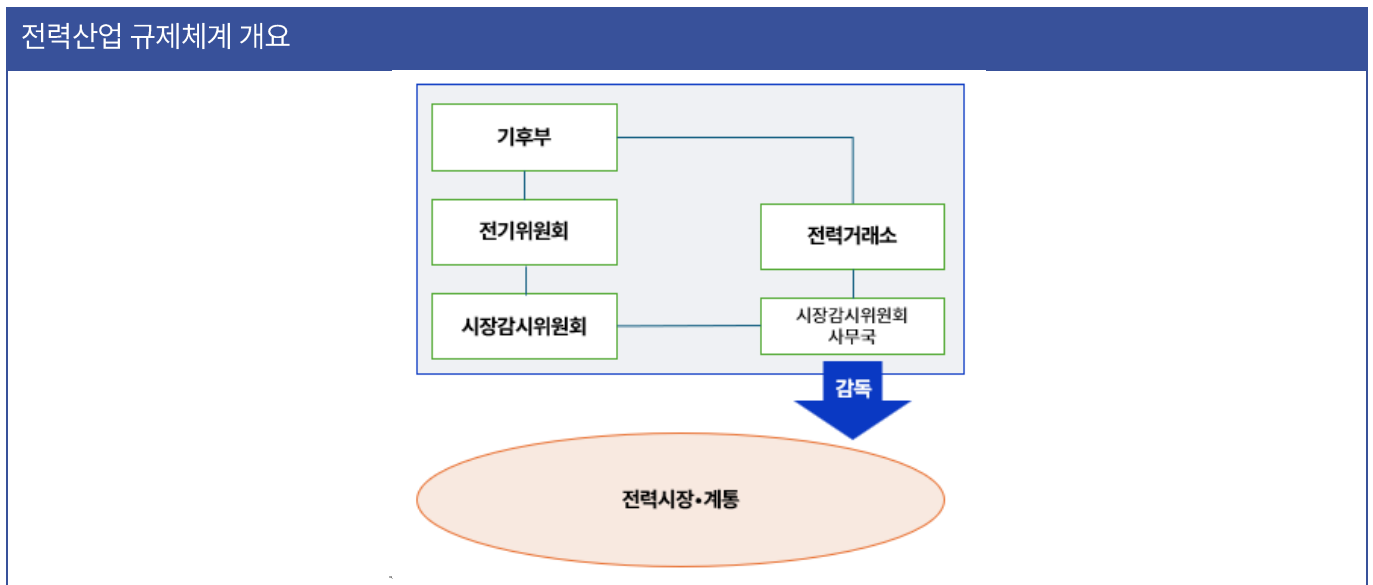 전력산업 규제체계 개요
기후부
전기위원회
전력거래소
시장감시위원회
시장감시위원회
사무국
감독
전력시장•계통